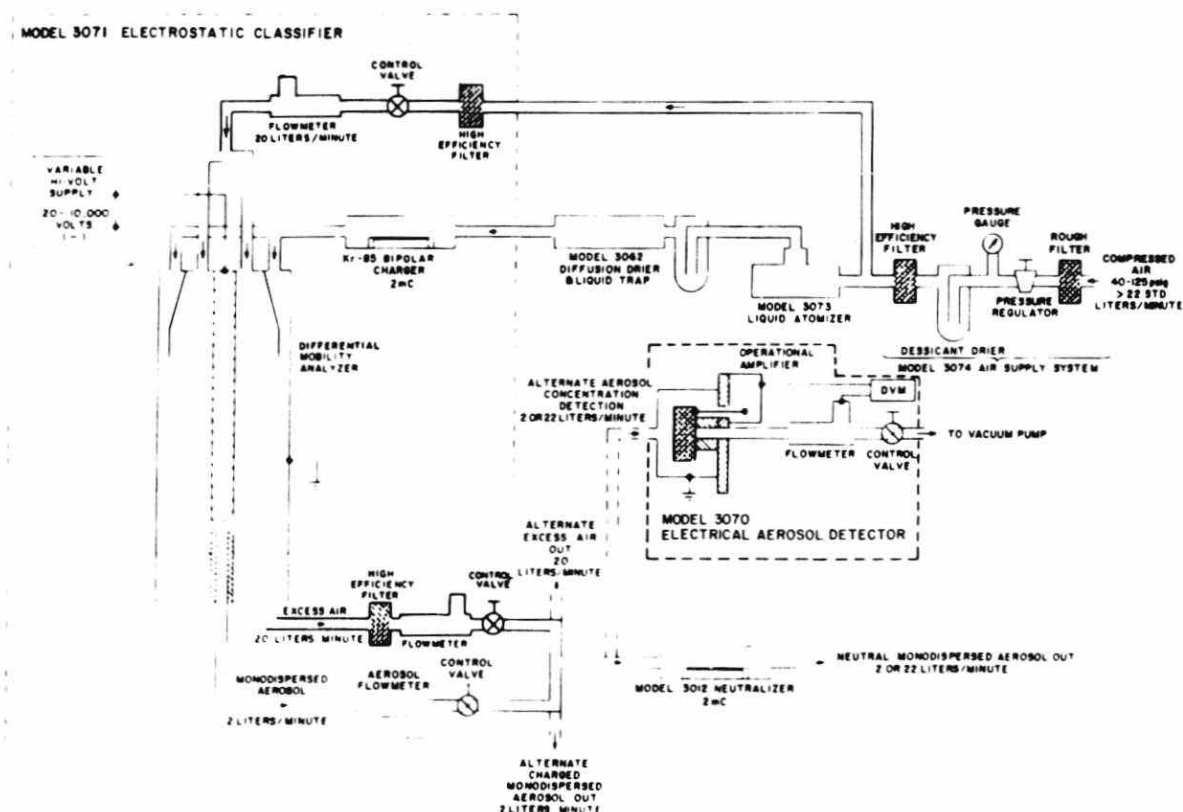 MODEL 3071 ELECTROSTATIC CLASSIFIER
CONTROL
VALVE
FLOWMETER
20 LITERS/MINUTE
HIGH
EFFICIENCY
FILTER
VARIABLE
HI-VOLT
SUPPLY
20-10,000
VOLTS
(-)
Kr-85 BIPOLAR
CHARGER
2mC
MODEL 3062
DIFFUSION DRIER
& LIQUID TRAP
MODEL 3073
LIQUID ATOMIZER
HIGH
EFFICIENCY
FILTER
PRESSURE
GAUGE
ROUGH
FILTER
COMPRESSED
AIR
40-125 psig
> 22 STD
LITERS/MINUTE
PRESSURE
REGULATOR
DESSICANT DRIER
MODEL 3074 AIR SUPPLY SYSTEM
DIFFERENTIAL
MOBILITY
ANALYZER
ALTERNATE AEROSOL
CONCENTRATION
DETECTION
2 OR 22 LITERS/MINUTE
OPERATIONAL
AMPLIFIER
DVM
FLOWMETER
CONTROL
VALVE
TO VACUUM PUMP
MODEL 3070
ELECTRICAL AEROSOL DETECTOR
ALTERNATE
EXCESS AIR
OUT
20
LITERS/MINUTE
HIGH
EFFICIENCY
FILTER
CONTROL
VALVE
EXCESS AIR
20 LITERS MINUTE
FLOWMETER
MONODISPERSED
AEROSOL
2 LITERS/MINUTE
AEROSOL
FLOWMETER
CONTROL
VALVE
NEUTRAL MONODISPERSED AEROSOL OUT
2 OR 22 LITERS/MINUTE
MODEL 3012 NEUTRALIZER
2mC
ALTERNATE
CHARGED
MONODISPERSED
AEROSOL OUT
2 LITERS MINUTE